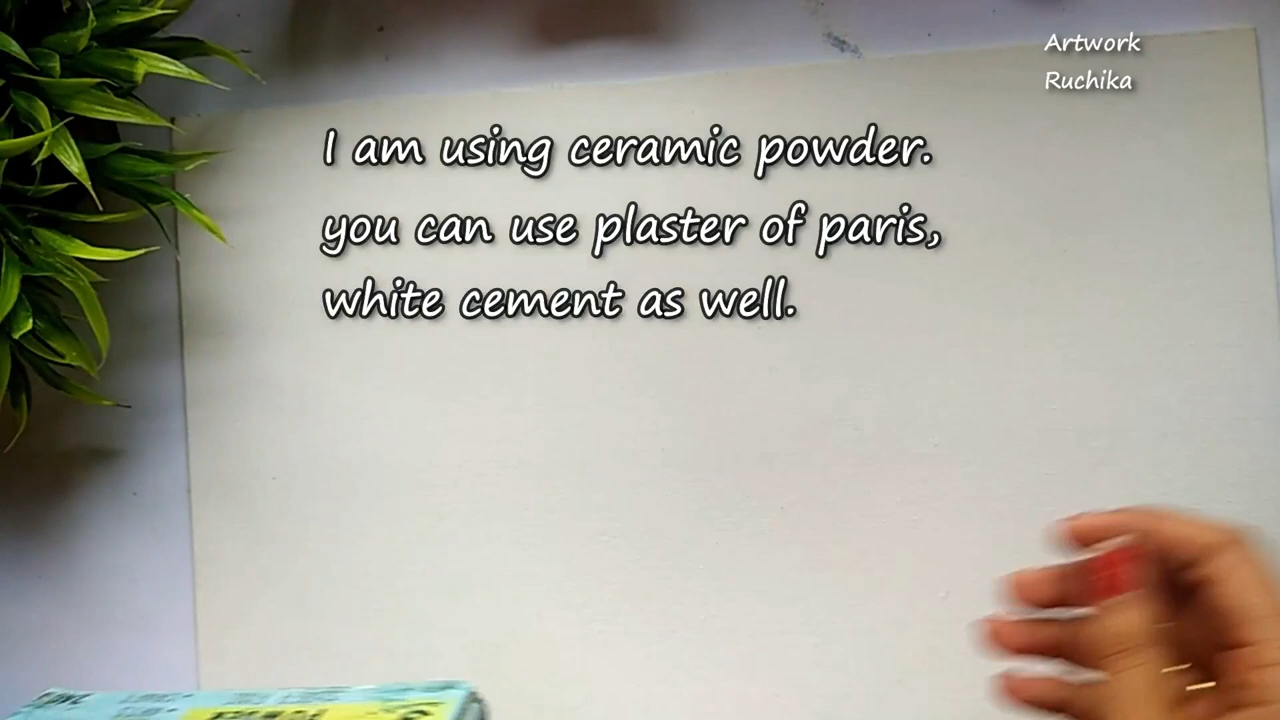 Artwork
Ruchika
I am using ceramic powder.
you can use plaster of paris,
white cement as well.